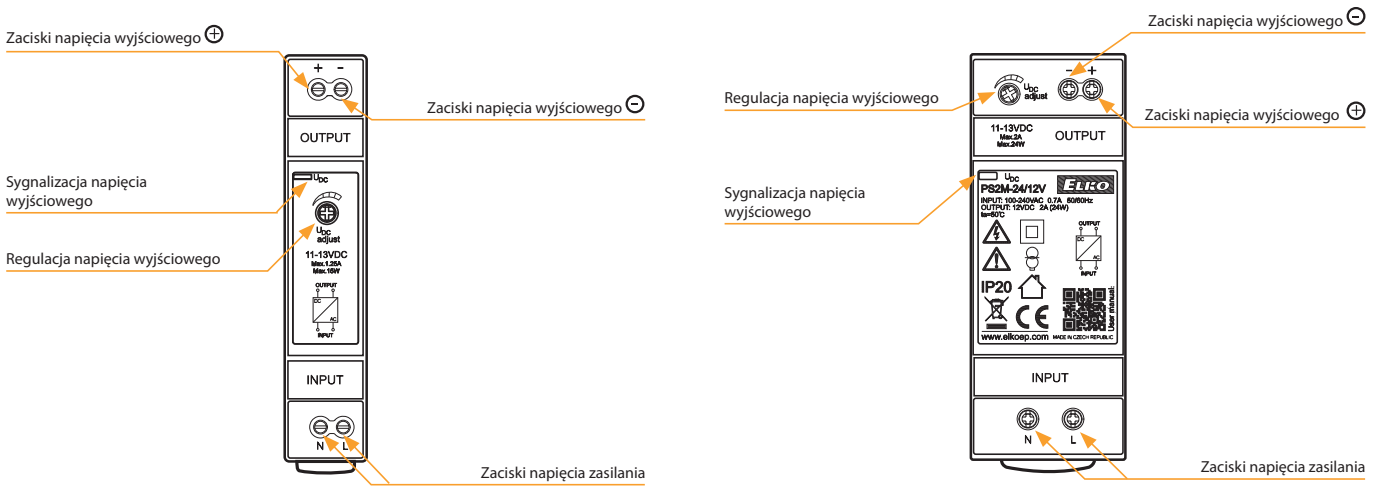 Zaciski napięcia wyjściowego ⊕
+ -
Zaciski napięcia wyjściowego ⊖
OUTPUT
Sygnalizacja napięcia
wyjściowego
UDC
UDC
adjust
Regulacja napięcia wyjściowego
11-13VDC
Max.1.25A
Max.15W
OUTPUT
DC
AC
INPUT
INPUT
N L
Zaciski napięcia zasilania
Zaciski napięcia wyjściowego ⊖
- +
Regulacja napięcia wyjściowego
UDC
adjust
Zaciski napięcia wyjściowego ⊕
11-13VDC
Max.2A
Max.24W
OUTPUT
Sygnalizacja napięcia
wyjściowego
UDC
PS2M-24/12V
ELKO
INPUT: 100-240VAC 0.7A 50/60Hz
OUTPUT: 12VDC 2A (24W)
ta=50°C
OUTPUT
DC
AC
INPUT
IP20
CE
User manual:
www.elkoep.com
MADE IN CZECH REPUBLIC
INPUT
N L
Zaciski napięcia zasilania